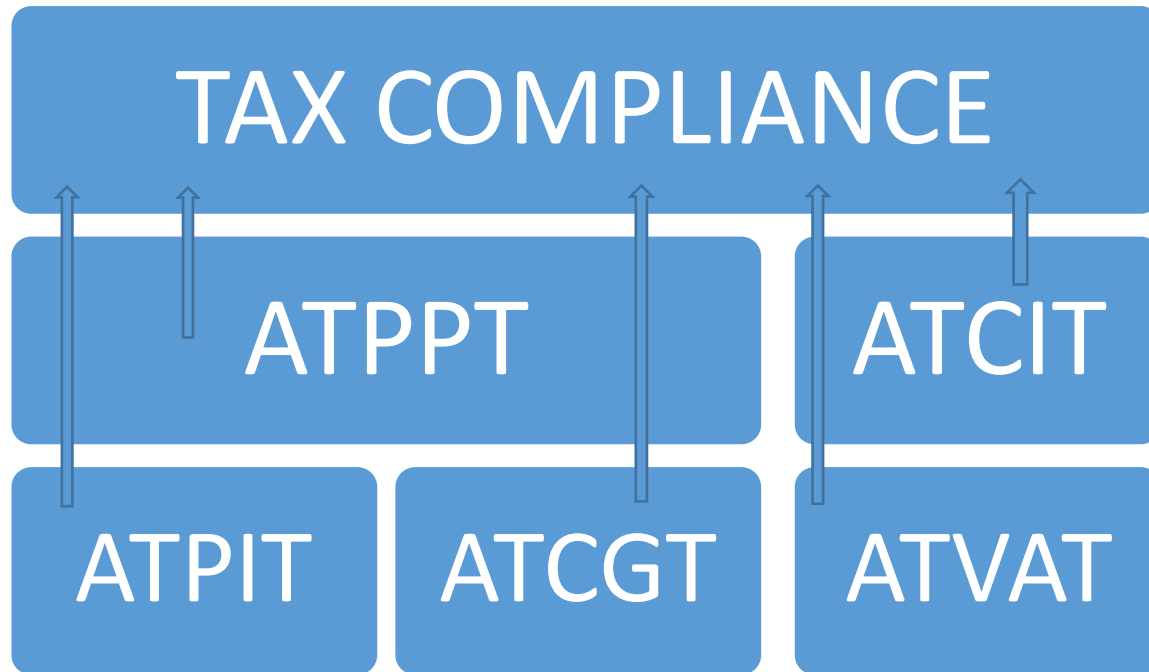 TAX COMPLIANCE
ATPPT
ATCIT
ATPIT
ATCGT
ATVAT